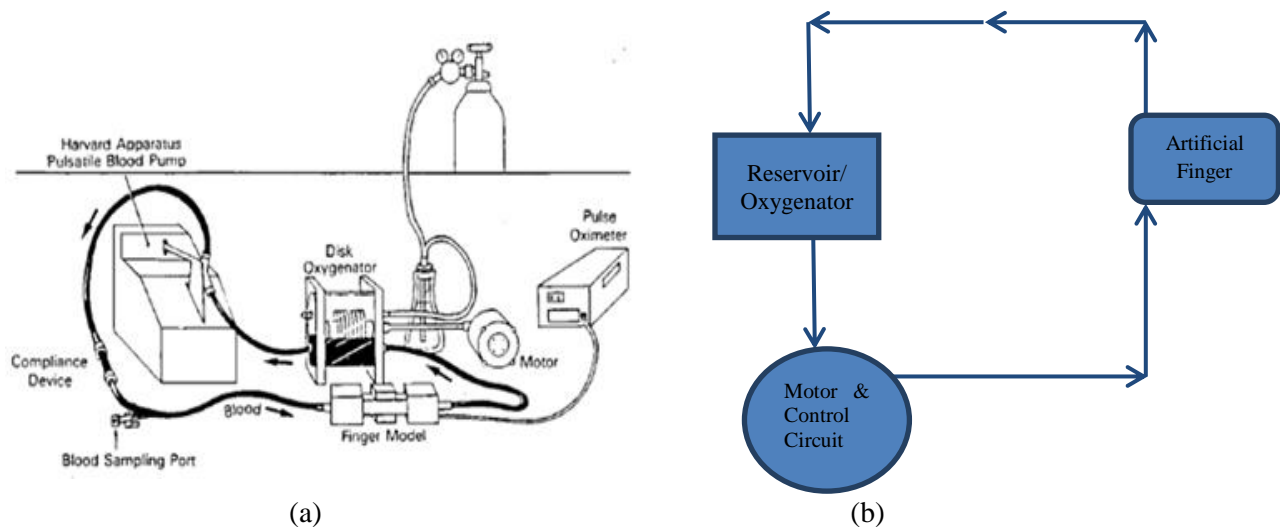 Harvard Apparatus
Pulsatile Blood Pump
Disk
Oxygenator
Pulse
Oximeter
Compliance
Device
Motor
Blood
Finger Model
Blood Sampling Port
(a)
Reservoir/
Oxygenator
Artificial
Finger
Motor &
Control
Circuit
(b)